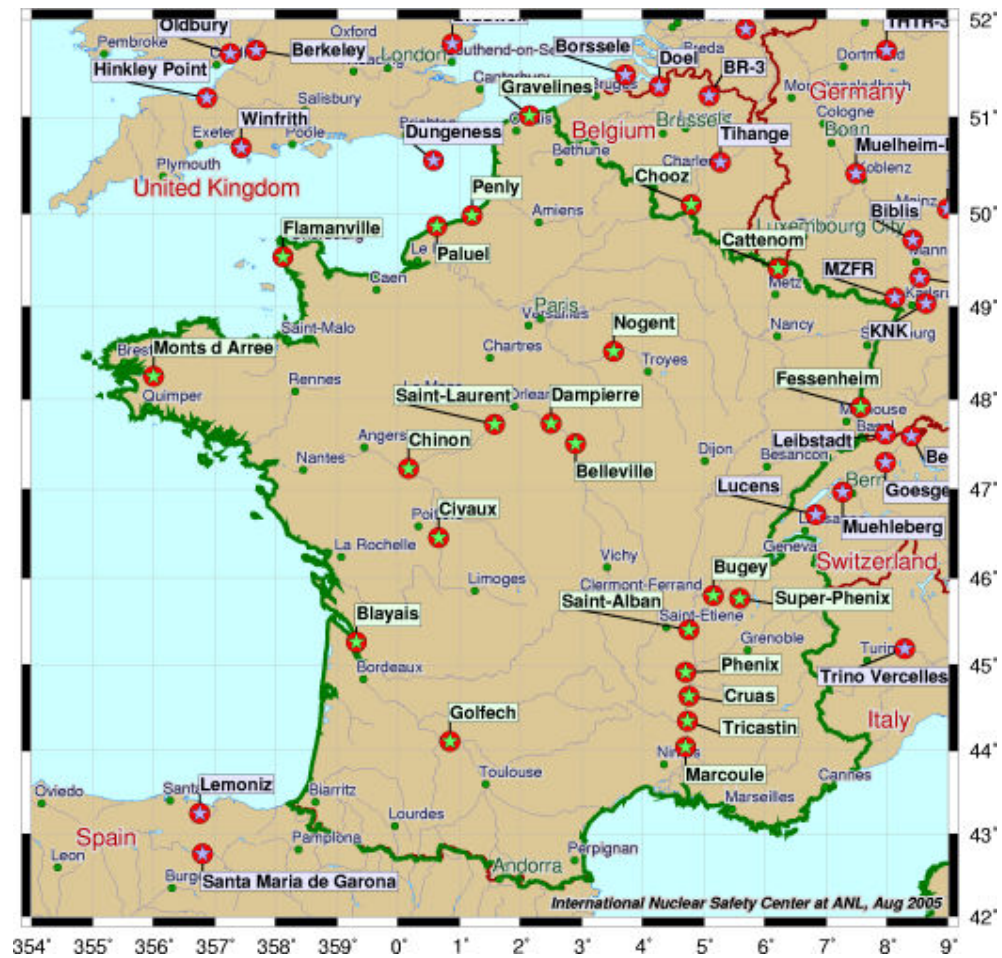 Oldbury
Oxford
52°
Pembroke
Berkeley
London
Borssele
Breda
Dortmund
Hinkley Point
Doel
BR-3
Canterbury
Bruges
Gravelines
Germany
Salisbury
Cologne
51°
Winfrith
Dungeness
Belgium
Brussels
Bonn
Exeter
Poole
Tihange
Bethune
Plymouth
Chooz
Koblenz
United Kingdom
Penly
Mainz
Amiens
Biblis
50°
Flamanville
Luxembourg City
Cattenom
Paluel
MZFR
Caen
Metz
49°
Paris
Versailles
Saint-Malo
Nogent
Nancy
KNK
Monts d Arree
Chartres
Troyes
Rennes
Fessenheim
Quimper
Saint-Laurent
Dampierre
48°
Angers
Chinon
Leibstadt
Basel
Dijon
Besancon
Nantes
Belleville
Bern
Lucens
47°
Civaux
Muehleberg
La Rochelle
Geneva
Vichy
Bugey
Switzerland
Limoges
Clermont-Ferrand
46°
Saint-Alban
Super-Phenix
Blayais
Saint-Etiene
Grenoble
Bordeaux
Phenix
Trino Vercelles
45°
Cruas
Golfech
Tricastin
Italy
44°
Marcoule
Toulouse
Cannes
Oviedo
Lemoniz
Biarritz
Marseilles
Lourdes
Spain
Pamplona
43°
Leon
Andorra
Perpignan
Santa Maria de Garona
International Nuclear Safety Center at ANL, Aug 2005
42°
354° 355° 356° 357° 358° 359° 0° 1° 2° 3° 4° 5° 6° 7° 8° 9°